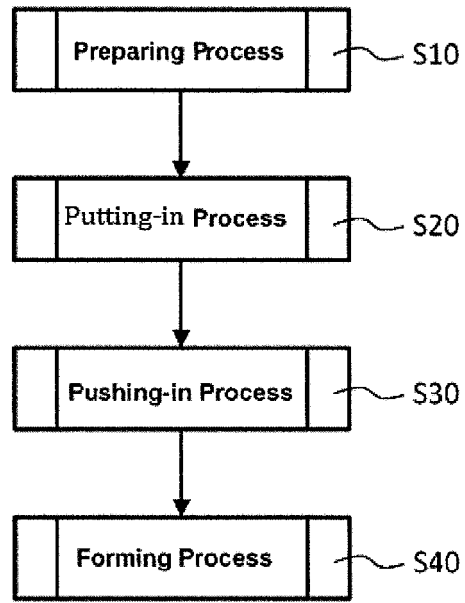 Preparing Process S10
Putting-in Process S20
Pushing-in Process S30
Forming Process S40